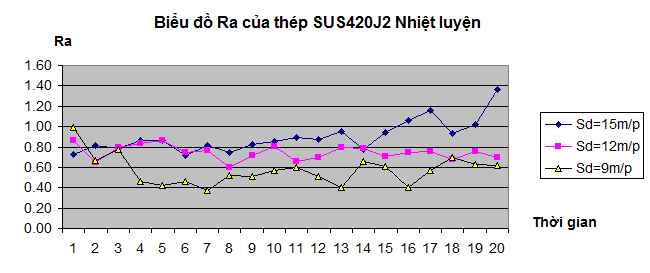 Biểu đồ Ra của thép SUS420J2 Nhiệt luyện
Ra
1.60
1.40
1.20
1.00
0.80
0.60
0.40
0.20
0.00
1 2 3 4 5 6 7 8 9 10 11 12 13 14 15 16 17 18 19 20
Thời gian
Sd=15m/p
Sd=12m/p
Sd=9m/p